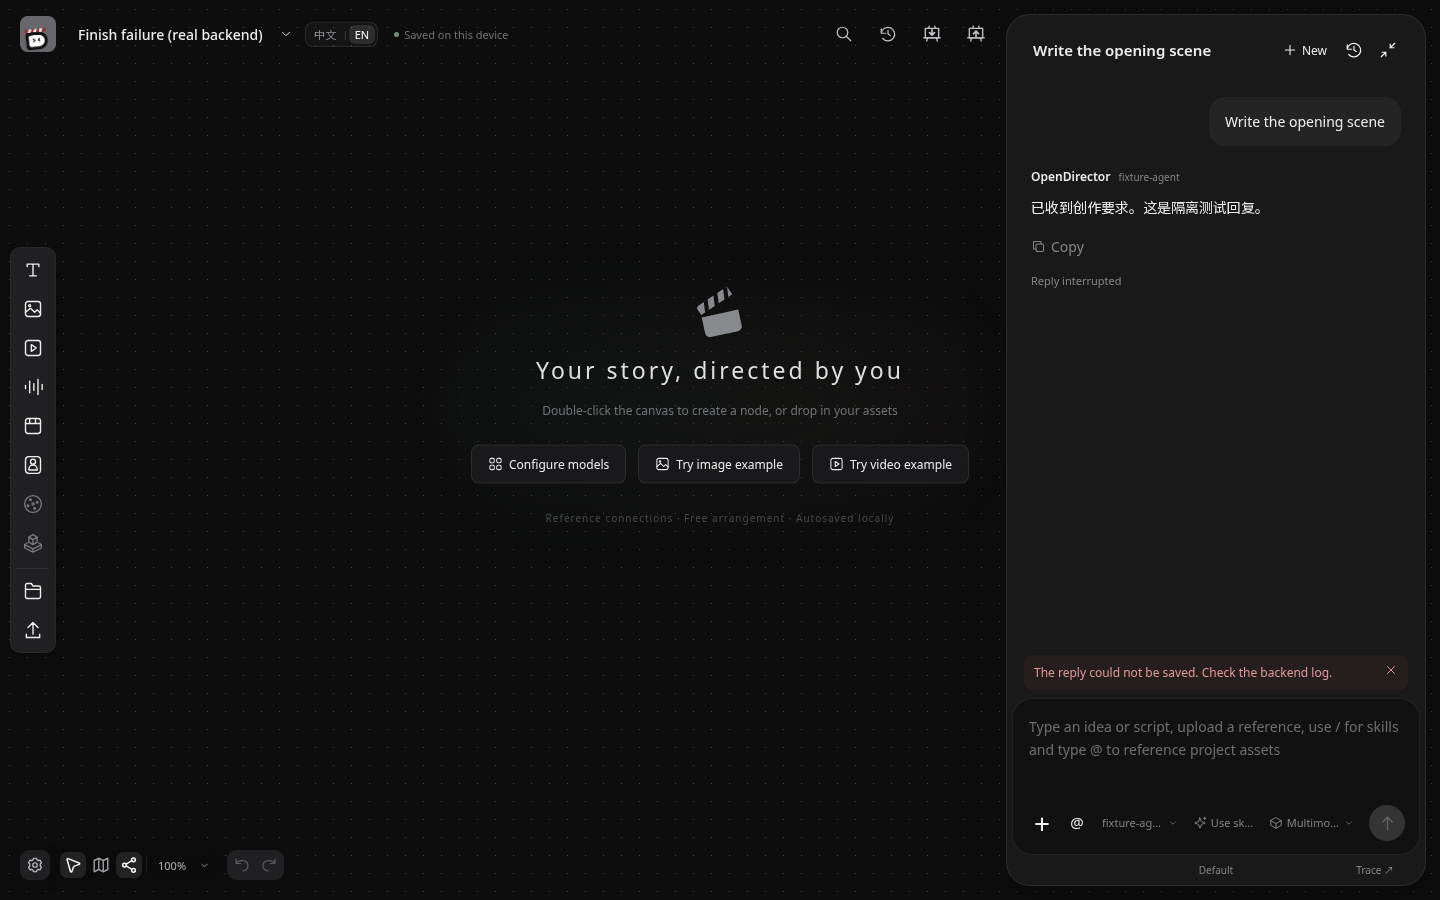 Finish failure (real backend)
中文 | EN
Saved on this device
Write the opening scene
New
Write the opening scene
OpenDirector fixture-agent
已收到创作要求。这是隔离测试回复。
Copy
Reply interrupted
Your story, directed by you
Double-click the canvas to create a node, or drop in your assets
Configure models
Try image example
Try video example
Reference connections · Free arrangement · Autosaved locally
The reply could not be saved. Check the backend log.
Type an idea or script, upload a reference, use / for skills
and type @ to reference project assets
@ fixture-ag... Use sk... Multimo...
100%
Default
Trace ↗